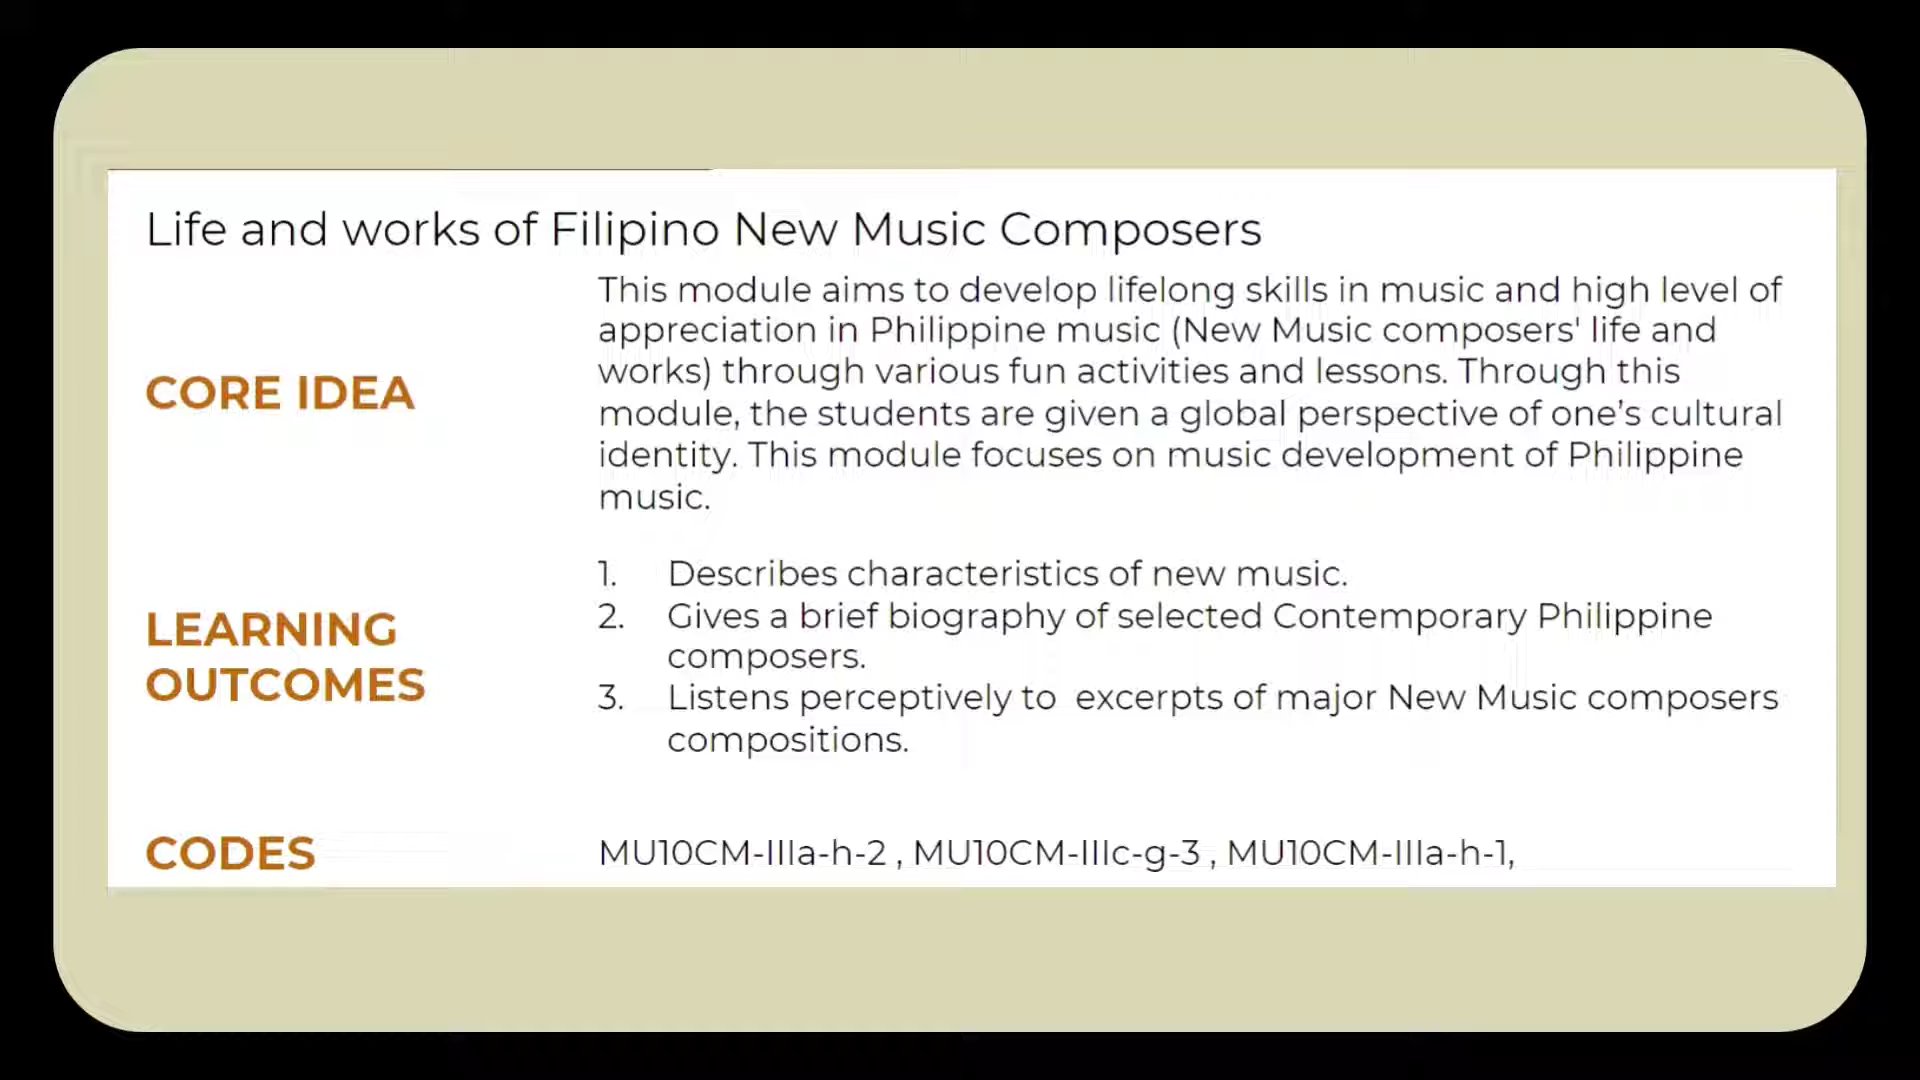 Life and works of Filipino New Music Composers
CORE IDEA
This module aims to develop lifelong skills in music and high level of
appreciation in Philippine music (New Music composers' life and
works) through various fun activities and lessons. Through this
module, the students are given a global perspective of one’s cultural
identity. This module focuses on music development of Philippine
music.
LEARNING
OUTCOMES
1. Describes characteristics of new music.
2. Gives a brief biography of selected Contemporary Philippine
composers.
3. Listens perceptively to  excerpts of major New Music composers
compositions.
CODES
MU10CM-IIIa-h-2 , MU10CM-IIIc-g-3 , MU10CM-IIIa-h-1,